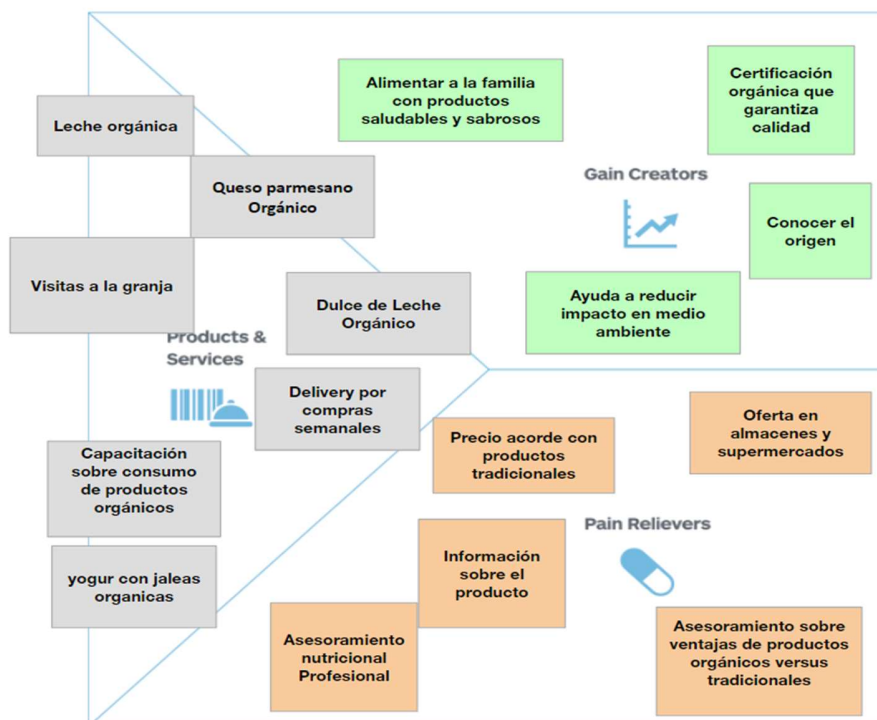 Alimentar a la familia
con productos
saludables y sabrosos
Certificación
orgánica que
garantiza
calidad
Leche orgánica
Queso parmesano
Orgánico
Gain Creators
Conocer el
origen
Visitas a la granja
Dulce de Leche
Orgánico
Ayuda a reducir
impacto en medio
ambiente
Products &
Services
Delivery por
compras
semanales
Precio acorde con
productos
tradicionales
Oferta en
almacenes y
supermercados
Capacitación
sobre consumo
de productos
orgánicos
Pain Relievers
Información
sobre el
producto
yogur con jaleas
organicas
Asesoramiento
nutricional
Profesional
Asesoramiento sobre
ventajas de productos
orgánicos versus
tradicionales